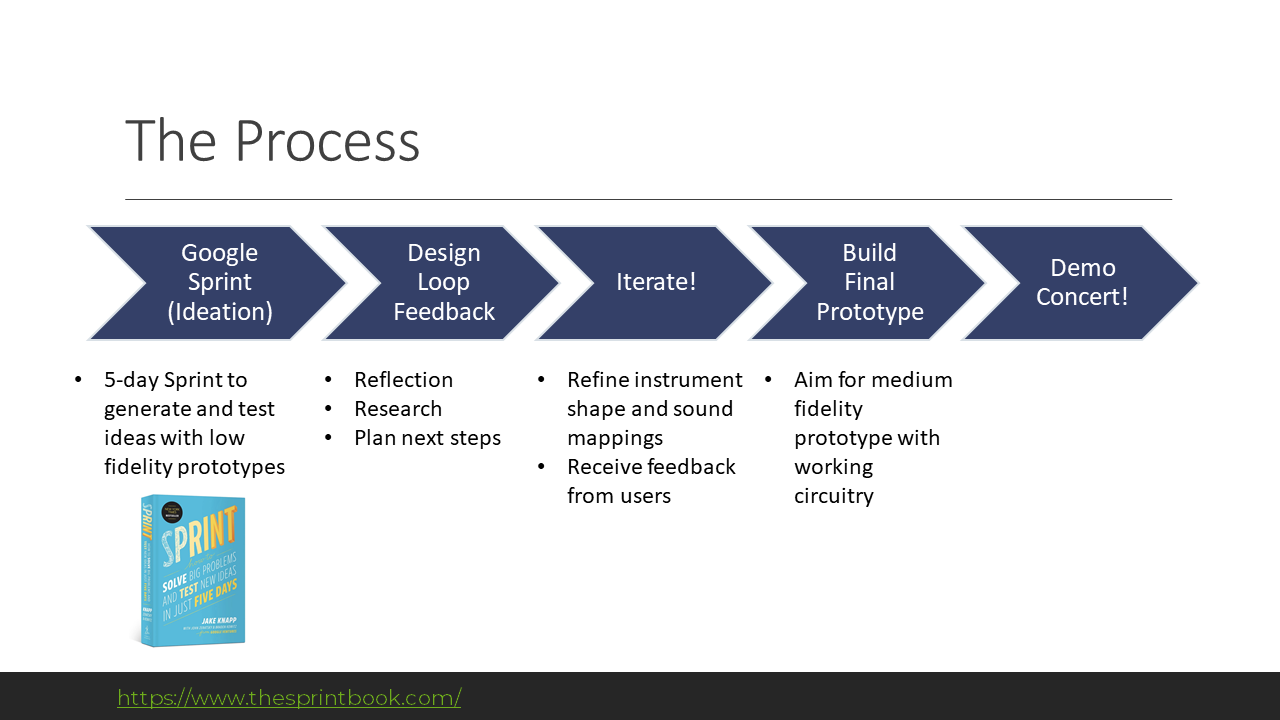 The Process
Google
Sprint
(Ideation)
Design
Loop
Feedback
Iterate!
Build
Final
Prototype
Demo
Concert!
• 5-day Sprint to
generate and test
ideas with low
fidelity prototypes
• Reflection
• Research
• Plan next steps
• Refine instrument
shape and sound
mappings
• Receive feedback
from users
• Aim for medium
fidelity
prototype with
working
circuitry
SPRINT
SPRINT
SOLVE BIG PROBLEMS
AND TEST NEW IDEAS
IN JUST FIVE DAYS
JAKE KNAPP
KNAPP
https://www.thesprintbook.com/